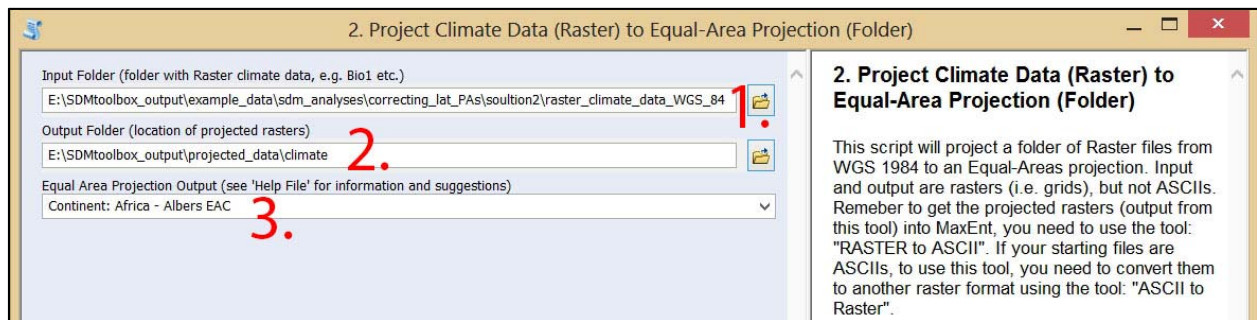 2. Project Climate Data (Raster) to Equal-Area Projection (Folder)
Input Folder (folder with Raster climate data, e.g. Bio1 etc.)
E:\SDMtoolbox_output\example_data\sdm_analyses\correcting_lat_PAs\soultion2\raster_climate_data_WGS_84
1.
Output Folder (location of projected rasters)
E:\SDMtoolbox_output\projected_data\climate
2.
Equal Area Projection Output (see 'Help File' for information and suggestions)
Continent: Africa - Albers EAC
3.
2. Project Climate Data (Raster) to
Equal-Area Projection (Folder)
This script will project a folder of Raster files from
WGS 1984 to an Equal-Areas projection. Input
and output are rasters (i.e. grids), but not ASCIIs.
Remeber to get the projected rasters (output from
this tool) into MaxEnt, you need to use the tool:
"RASTER to ASCII". If your starting files are
ASCIIs, to use this tool, you need to convert them
to another raster format using the tool: "ASCII to
Raster".